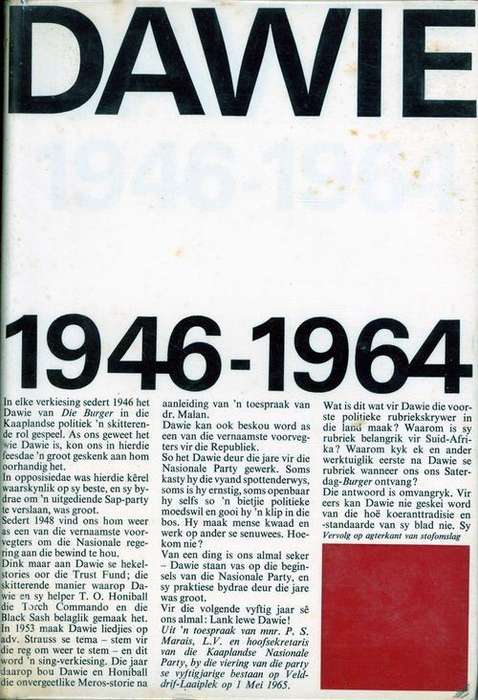 DAWIE
1946-1964
In elke verkiesing sedert 1946 het
Dawie van Die Burger in die
Kaaplandse politiek 'n skitteren-
de rol gespeel. As ons geweet het
wie Dawie is, kon ons in hierdie
feesdae 'n groot geskenk aan hom
oorhandig het.
In opposisiedae was hierdie kêrel
waarskynlik op sy beste, en sy by-
drae om 'n uitgediende Sap-party
te verslaan, was groot.
Sedert 1948 vind ons hom weer
as een van die vernaamste voor-
vegters om die Nasionale rege-
ring aan die bewind te hou.
Dink maar aan Dawie se hekel-
stories oor die Trust Fund; die
skitterende manier waarop Da-
wie en sy helper T. O. Honiball
die Torch Commando en die
Black Sash belaglik gemaak het.
In 1953 maak Dawie liedjies op
adv. Strauss se tema – stem vir
die reg om weer te stem – en dit
word 'n sing-verkiesing. Die jaar
daarop bou Dawie en Honiball
die onvergeetlike Meros-storie na
aanleiding van 'n toespraak van
dr. Malan.
Dawie kan ook beskou word as
een van die vernaamste voorveg-
ters vir die Republiek.
So het Dawie deur die jare vir die
Nasionale Party gewerk. Soms
kasty hy die vyand spottenderwys,
soms is hy ernstig, soms openbaar
hy selfs so 'n bietjie politieke
moedswil en gooi hy 'n klip in die
bos. Hy maak mense kwaad en
werk op ander se senuwees. Hoe-
kom nie?
Van een ding is ons almal seker
– Dawie staan vas op die begin-
sels van die Nasionale Party, en
sy praktiese bydrae deur die jare
was groot.
Vir die volgende vyftig jaar sê
ons almal: Lank lewe Dawie!
Uit 'n toespraak van mnr. P. S.
Marais, L.V. en hoofsekretaris
van die Kaaplandse Nasionale
Party, by die viering van die party
se vyftigjarige bestaan op Veld-
drif-Laaiplek op 1 Mei 1965.
Wat is dit wat vir Dawie die voor-
ste politieke rubriekskrywer in
die land maak? Waarom is sy
rubriek belangrik vir Suid-Afri-
ka? Waarom kyk ek en ander
werktuiglik eerste na Dawie se
rubriek wanneer ons ons Sater-
dag-Burger ontvang?
Die antwoord is omvangryk. Vir
eers kan Dawie nie geskei word
van die hoë koeranttradisie en
-standaarde van sy blad nie. Sy
Vervolg op agterkant van stofomslag